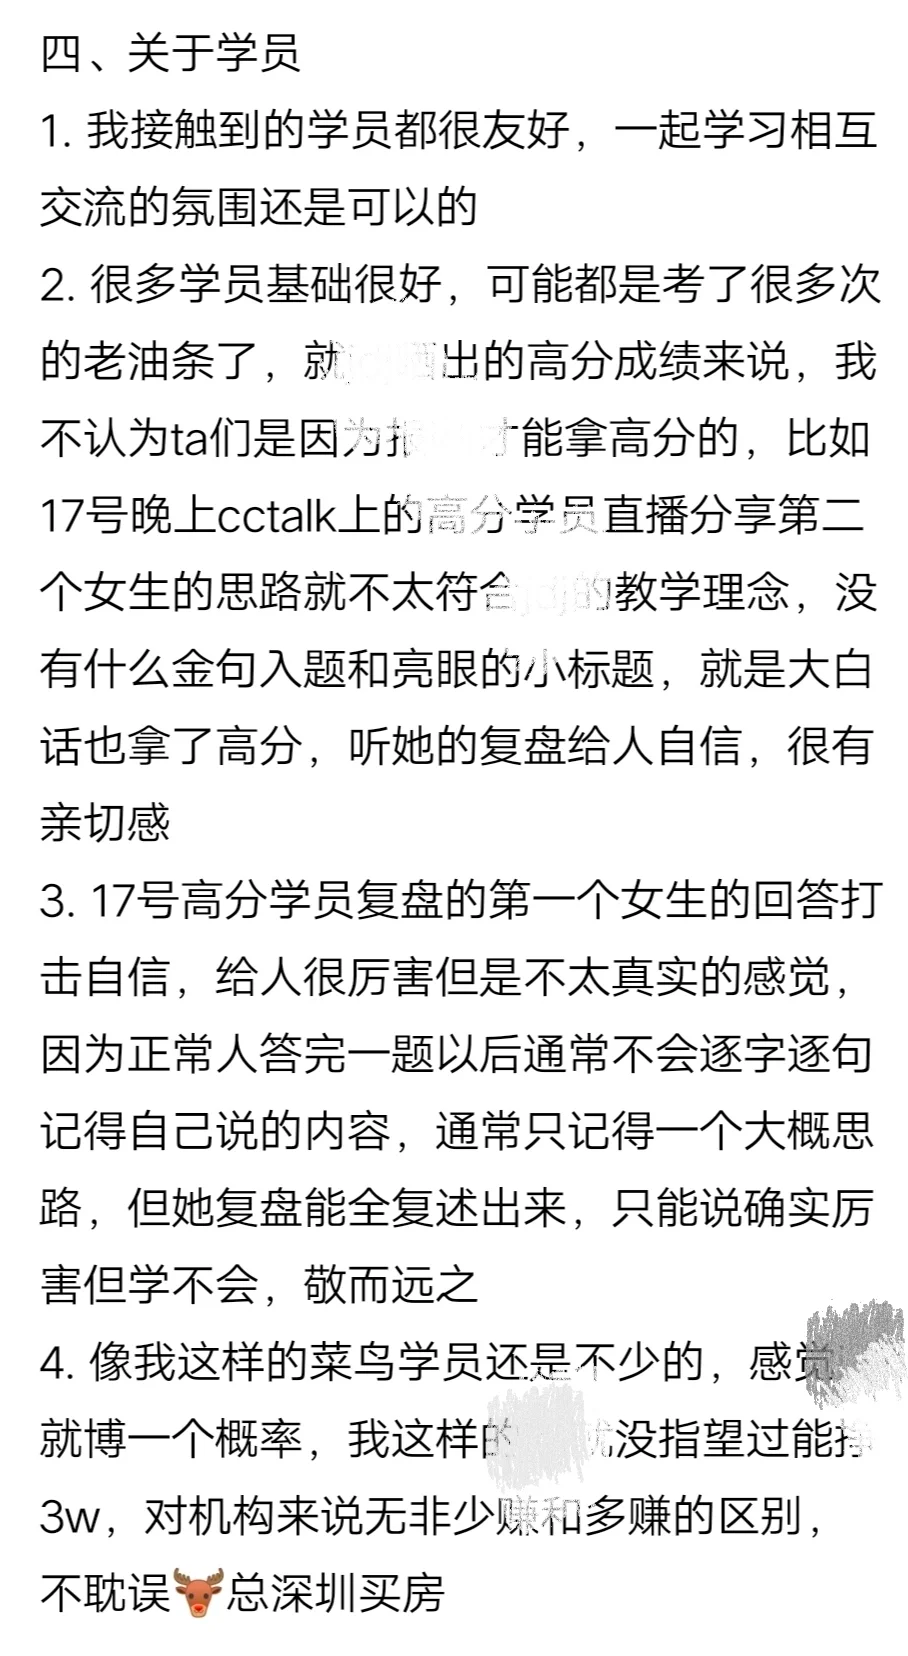 四、关于学员
1. 我接触到的学员都很友好，一起学习相互
交流的氛围还是可以的
2. 很多学员基础很好，可能都是考了很多次
的老油条了，就晒出的高分成绩来说，我
不认为ta们是因为报才能拿高分的，比如
17号晚上cctalk上的高分学员直播分享第二
个女生的思路就不太符合jdj的教学理念，没
有什么金句入题和亮眼的小标题，就是大白
话也拿了高分，听她的复盘给人自信，很有
亲切感
3. 17号高分学员复盘的第一个女生的回答打
击自信，给人很厉害但是不太真实的感觉，
因为正常人答完一题以后通常不会逐字逐句
记得自己说的内容，通常只记得一个大概思
路，但她复盘能全复述出来，只能说确实厉
害但学不会，敬而远之
4. 像我这样的菜鸟学员还是不少的，感觉
就博一个概率，我这样的就没指望过能挣
3w，对机构来说无非少赚和多赚的区别，
不耽误🦌总深圳买房